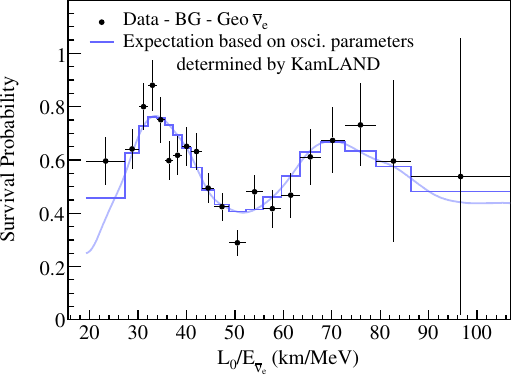 Data - BG - Geo ν̅e
Expectation based on osci. parameters
determined by KamLAND
Survival Probability
1
0.8
0.6
0.4
0.2
0
20 30 40 50 60 70 80 90 100
L0/Eν̅e (km/MeV)